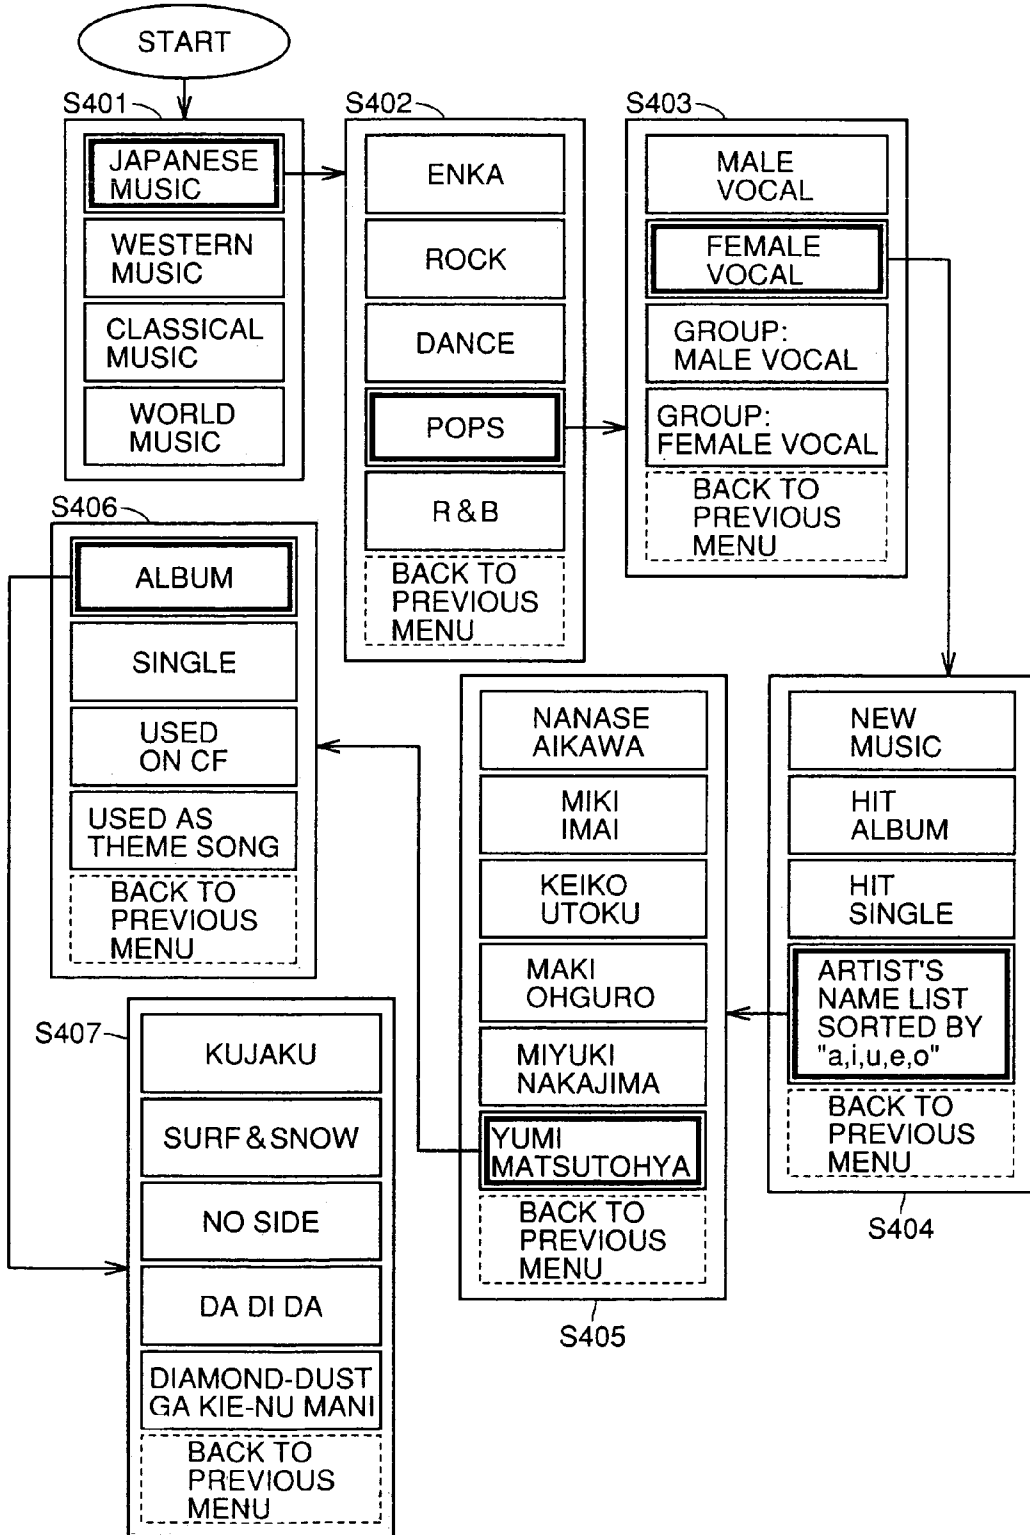 START
S401
JAPANESE
MUSIC
WESTERN
MUSIC
CLASSICAL
MUSIC
WORLD
MUSIC
S402
ENKA
ROCK
DANCE
POPS
R&B
BACK TO
PREVIOUS
MENU
S403
MALE
VOCAL
FEMALE
VOCAL
GROUP:
MALE VOCAL
GROUP:
FEMALE VOCAL
BACK TO
PREVIOUS
MENU
NEW
MUSIC
HIT
ALBUM
HIT
SINGLE
ARTIST'S
NAME LIST
SORTED BY
"a,i,u,e,o"
BACK TO
PREVIOUS
MENU
S404
NANASE
AIKAWA
MIKI
IMAI
KEIKO
UTOKU
MAKI
OHGURO
MIYUKI
NAKAJIMA
YUMI
MATSUTOHYA
BACK TO
PREVIOUS
MENU
S405
S406
ALBUM
SINGLE
USED
ON CF
USED AS
THEME SONG
BACK TO
PREVIOUS
MENU
S407
KUJAKU
SURF&SNOW
NO SIDE
DA DI DA
DIAMOND-DUST
GA KIE-NU MANI
BACK TO
PREVIOUS
MENU